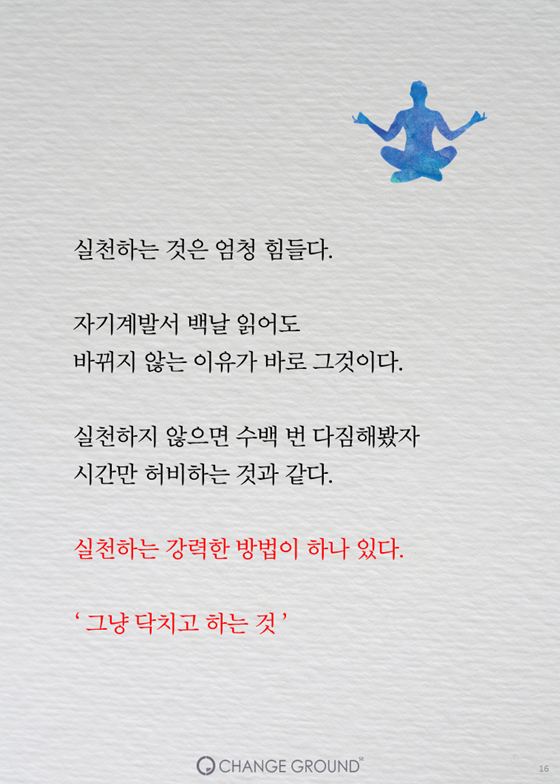 실천하는 것은 엄청 힘들다.
자기계발서 백날 읽어도
바뀌지 않는 이유가 바로 그것이다.
실천하지 않으면 수백 번 다짐해봤자
시간만 허비하는 것과 같다.
실천하는 강력한 방법이 하나 있다.
‘ 그냥 닥치고 하는 것 ’
CHANGE GROUND
16